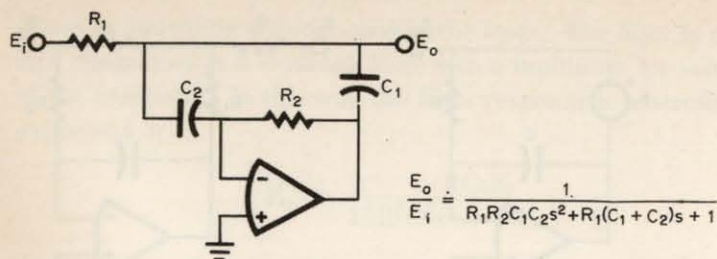 R₁
Eᵢ
Eₒ
C₂
R₂
C₁
-
+
Eₒ/Eᵢ ≐ 1./R₁R₂C₁C₂s²+R₁(C₁ + C₂)s + 1